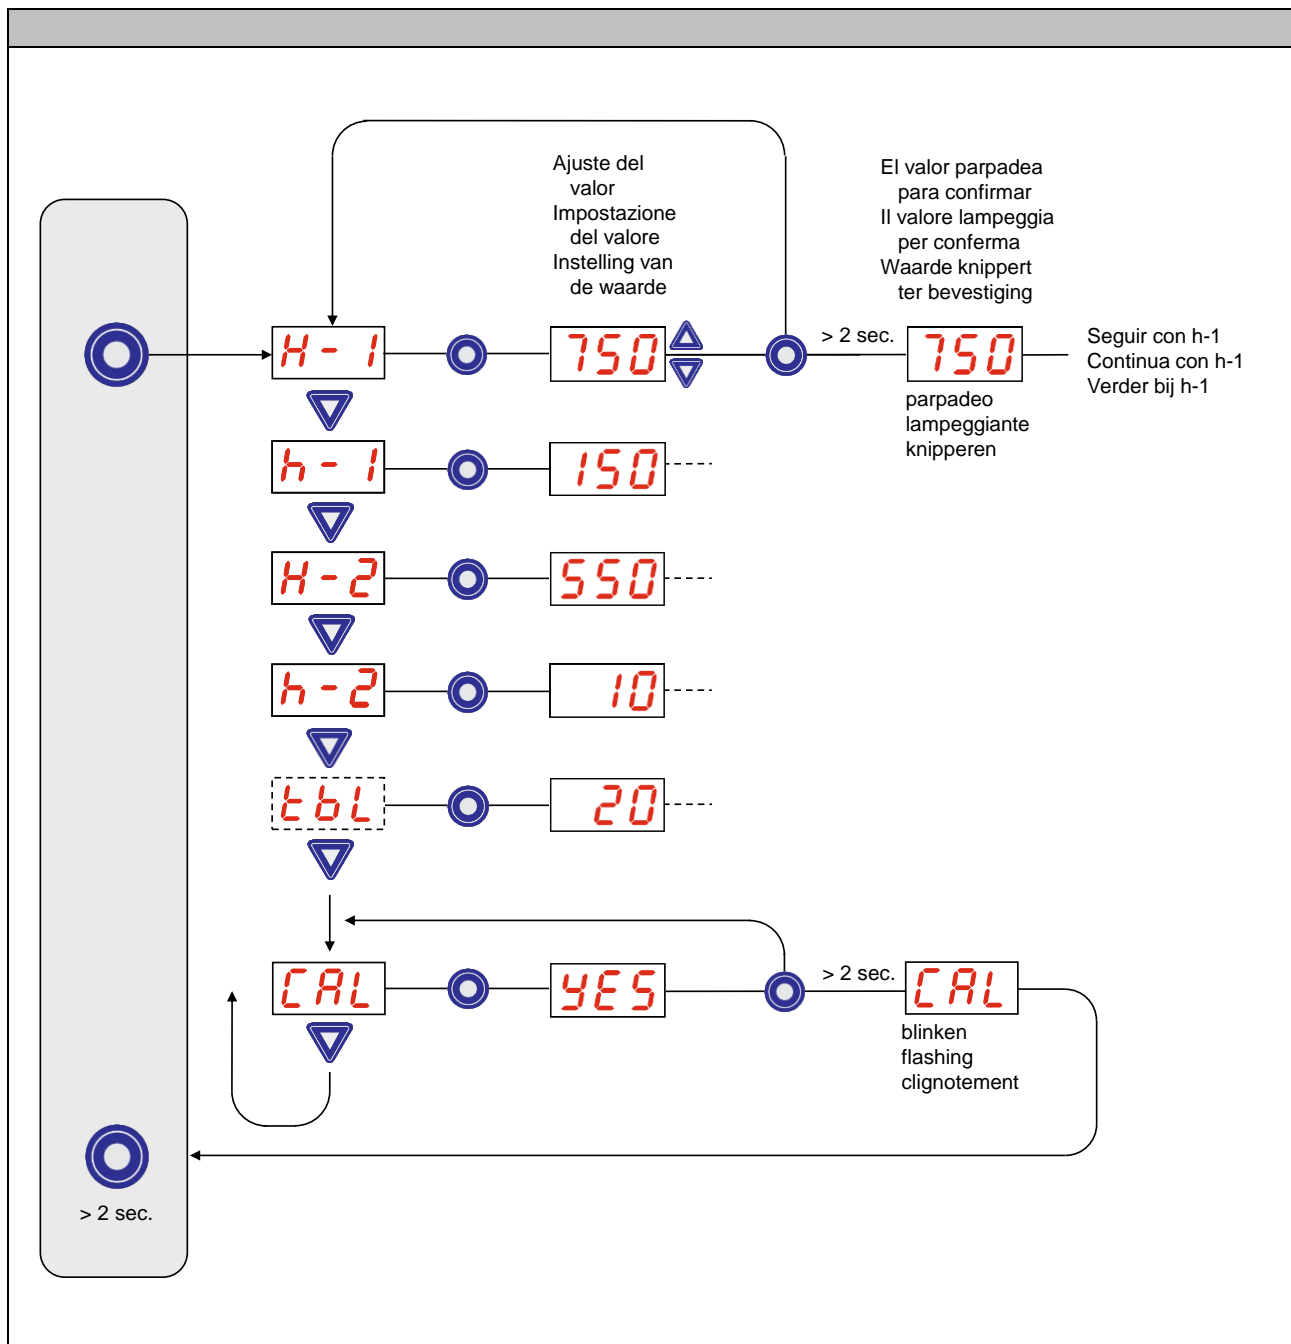 Ajuste del
valor
Impostazione
del valore
Instelling van
de waarde
El valor parpadea
para confirmar
Il valore lampeggia
per conferma
Waarde knippert
ter bevestiging
H-1
750
> 2 sec.
750
Seguir con h-1
Continua con h-1
Verder bij h-1
parpadeo
lampeggiante
knipperen
h-1
150
H-2
550
h-2
10
tbL
20
CAL
yES
> 2 sec.
CAL
blinken
flashing
clignotement
> 2 sec.